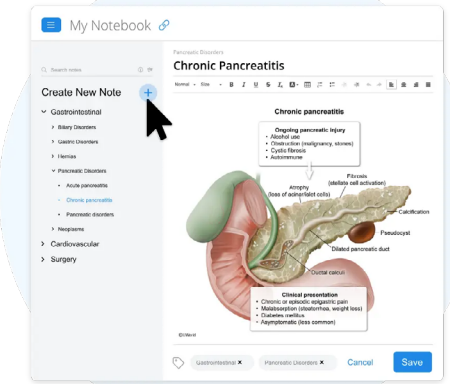 My Notebook
Search notes
Create New Note
Gastrointestinal
Biliary Disorders
Gastric Disorders
Hernias
Pancreatic Disorders
Acute pancreatitis
Chronic pancreatitis
Pancreatic disorders
Neoplasms
Cardiovascular
Surgery
Pancreatic Disorders
Chronic Pancreatitis
Normal Size B I U S
Chronic pancreatitis
Ongoing pancreatic injury
• Alcohol use
• Obstruction (malignancy, stones)
• Cystic fibrosis
• Autoimmune
Fibrosis
(stellate cell activation)
Atrophy
(loss of acinar/islet cells)
Calcification
Pseudocyst
Dilated pancreatic duct
Ductal calculi
Clinical presentation
• Chronic or episodic epigastric pain
• Malabsorption (steatorrhea, weight loss)
• Diabetes mellitus
• Asymptomatic (less common)
©UWorld
Gastrointestinal x
Pancreatic Disorders x
Cancel
Save